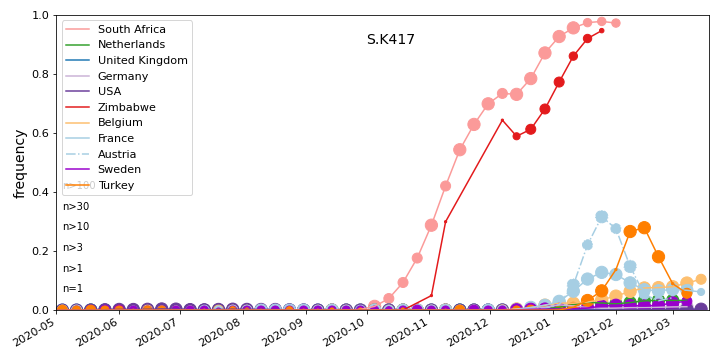 S.K417
South Africa
Netherlands
United Kingdom
Germany
USA
Zimbabwe
Belgium
France
Austria
Sweden
Turkey
n>100
n>30
n>10
n>3
n>1
n=1
frequency
1.0
0.8
0.6
0.4
0.2
0.0
2020-05
2020-06
2020-07
2020-08
2020-09
2020-10
2020-11
2020-12
2021-01
2021-02
2021-03